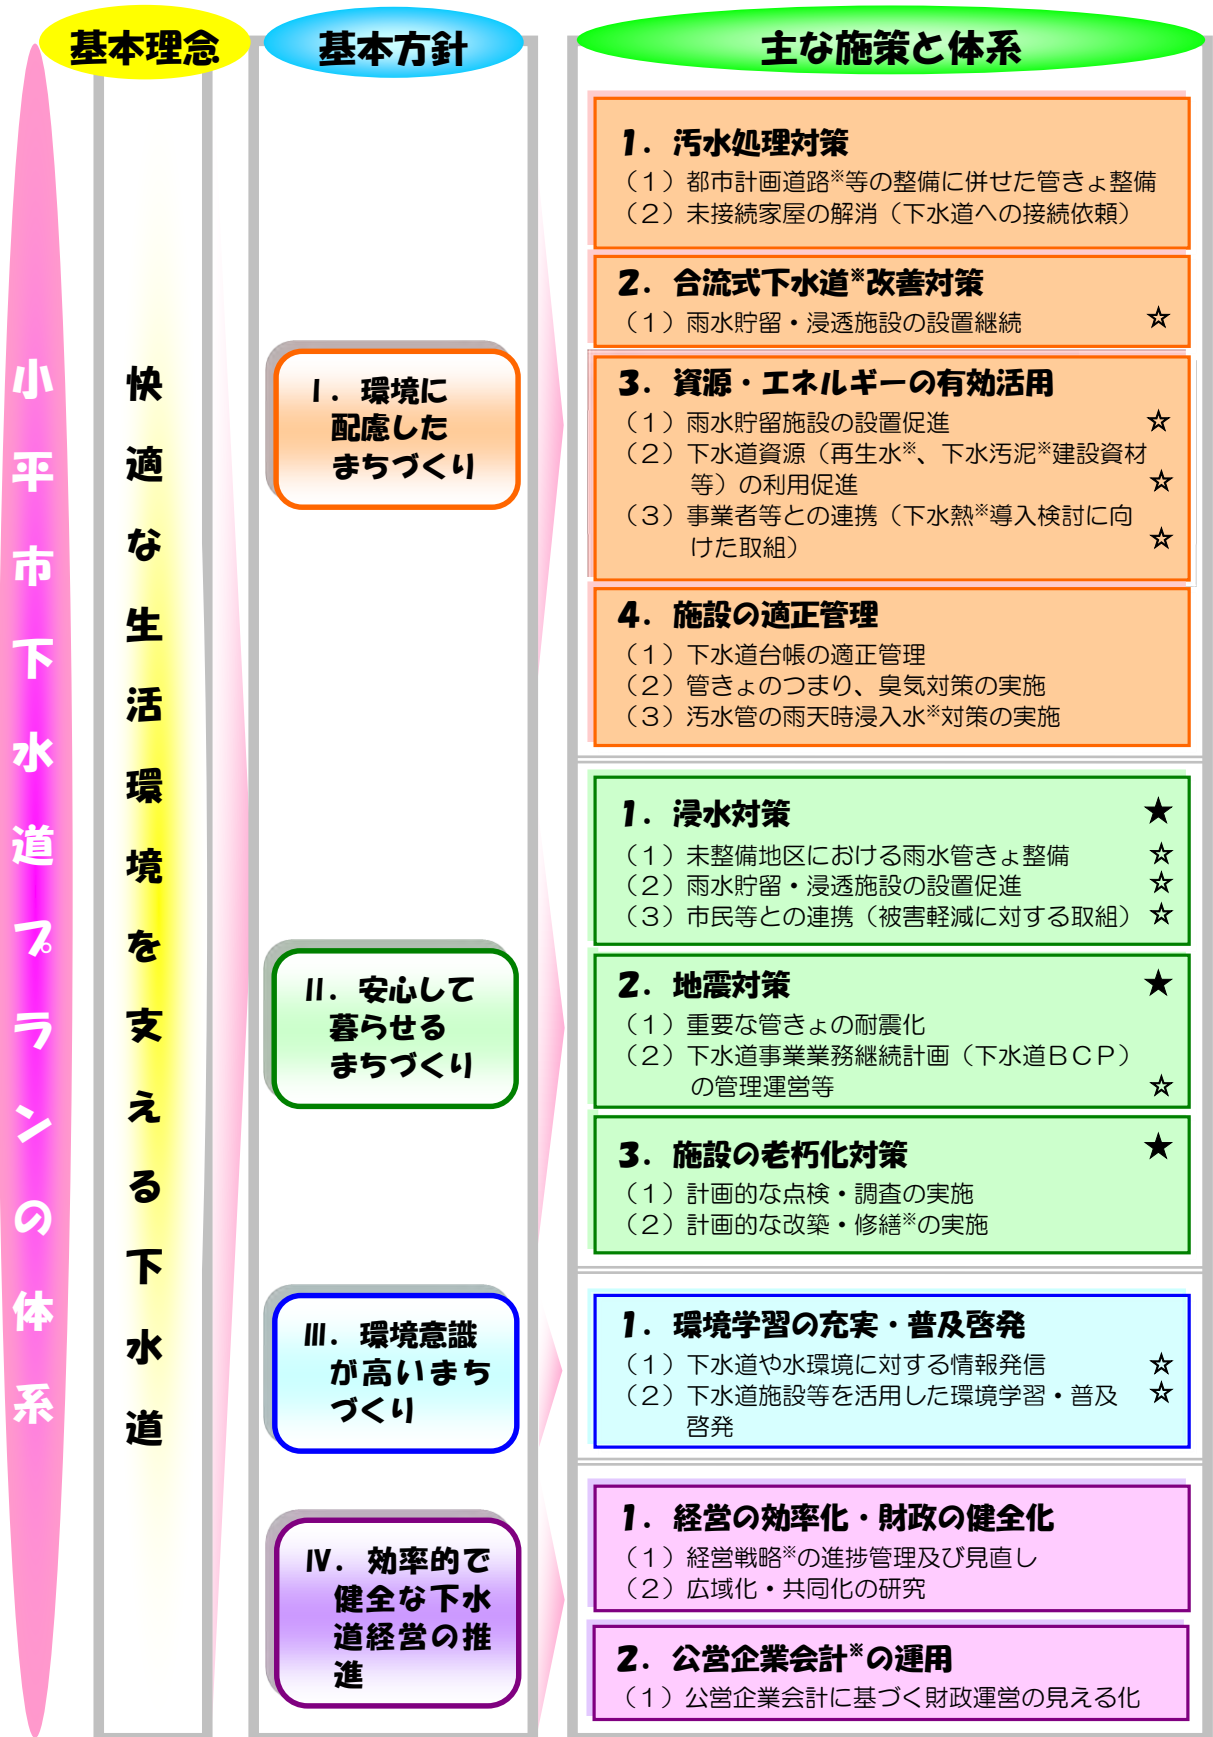 基本理念
基本方針
主な施策と体系
小平市下水道プランの体系
快適な生活環境を支える下水道
Ⅰ．環境に
配慮した
まちづくり
1．汚水処理対策
（１）都市計画道路※等の整備に併せた管きょ整備
（２）未接続家屋の解消（下水道への接続依頼）
2．合流式下水道※改善対策
（１）雨水貯留・浸透施設の設置継続 ☆
3．資源・エネルギーの有効活用
（１）雨水貯留施設の設置促進 ☆
（２）下水道資源（再生水※、下水汚泥※建設資材
等）の利用促進 ☆
（３）事業者等との連携（下水熱※導入検討に向
けた取組） ☆
4．施設の適正管理
（１）下水道台帳の適正管理
（２）管きょのつまり、臭気対策の実施
（３）汚水管の雨天時浸入水※対策の実施
Ⅱ．安心して
暮らせる
まちづくり
1．浸水対策 ★
（１）未整備地区における雨水管きょ整備 ☆
（２）雨水貯留・浸透施設の設置促進 ☆
（３）市民等との連携（被害軽減に対する取組） ☆
2．地震対策 ★
（１）重要な管きょの耐震化
（２）下水道事業業務継続計画（下水道ＢＣＰ）
の管理運営等 ☆
3．施設の老朽化対策 ★
（１）計画的な点検・調査の実施
（２）計画的な改築・修繕※の実施
Ⅲ．環境意識
が高いまち
づくり
1．環境学習の充実・普及啓発
（１）下水道や水環境に対する情報発信 ☆
（２）下水道施設等を活用した環境学習・普及 ☆
啓発
Ⅳ．効率的で
健全な下水
道経営の推
進
1．経営の効率化・財政の健全化
（１）経営戦略※の進捗管理及び見直し
（２）広域化・共同化の研究
2．公営企業会計※の運用
（１）公営企業会計に基づく財政運営の見える化